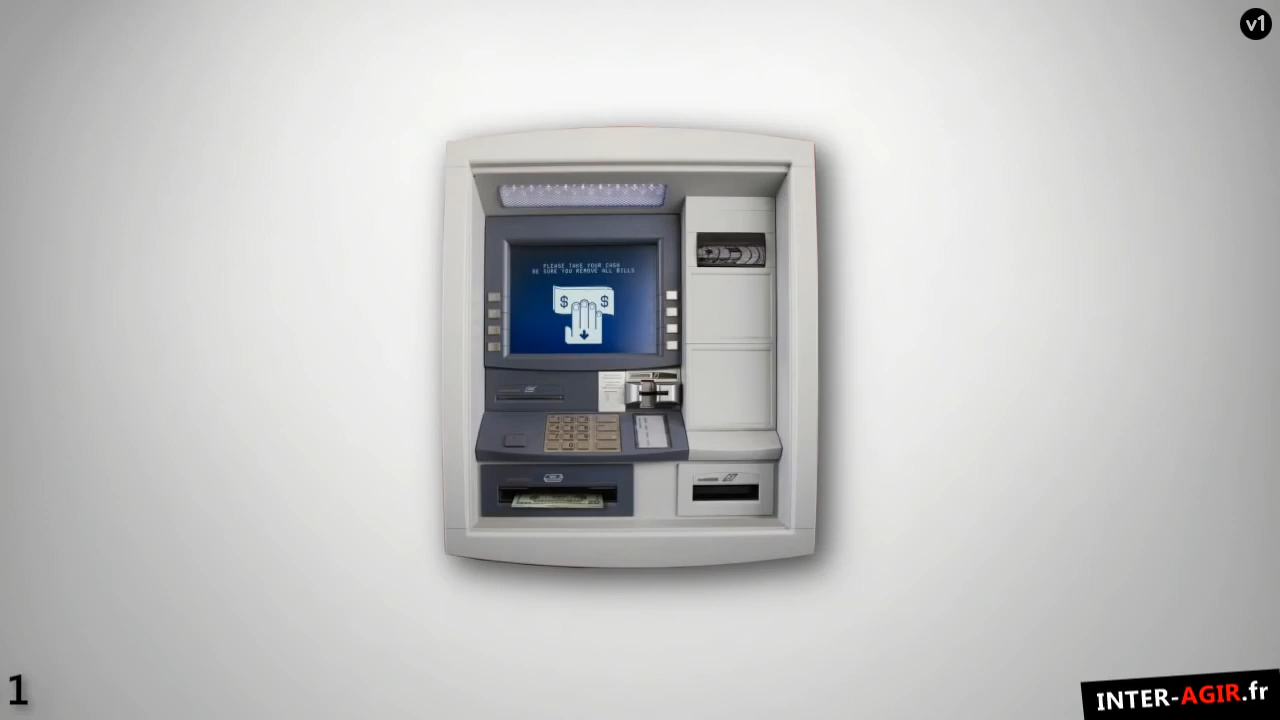 v1
PLEASE TAKE YOUR CASH
BE SURE YOU REMOVE ALL BILLS
$ $
1
INTER-AGIR.fr